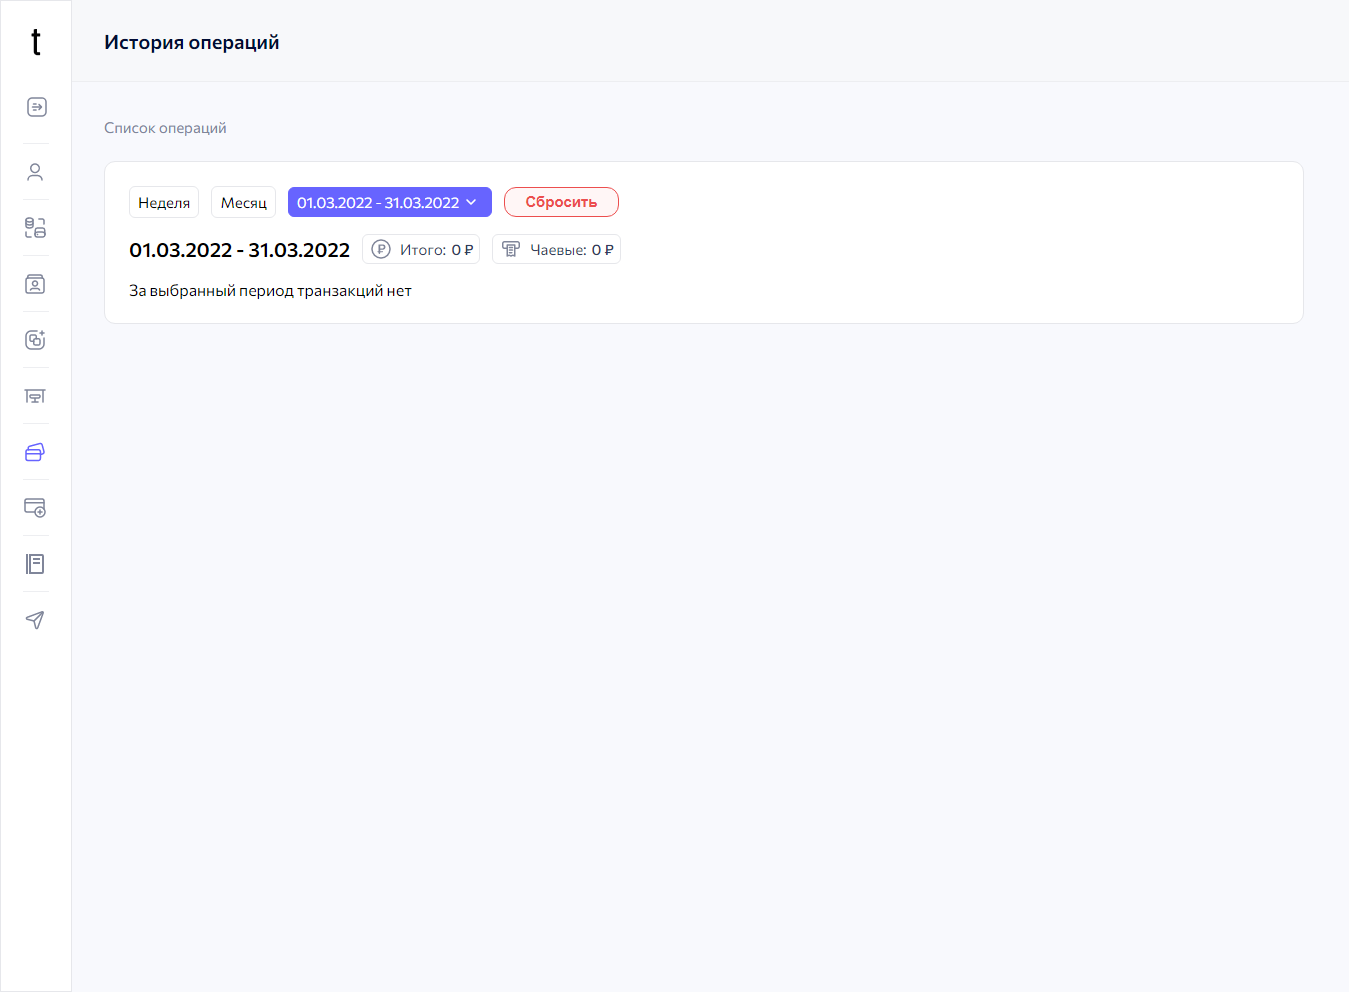 t
История операций
Список операций
Неделя Месяц 01.03.2022 - 31.03.2022 Сбросить
01.03.2022 - 31.03.2022 Итого: 0 ₽ Чаевые: 0 ₽
За выбранный период транзакций нет